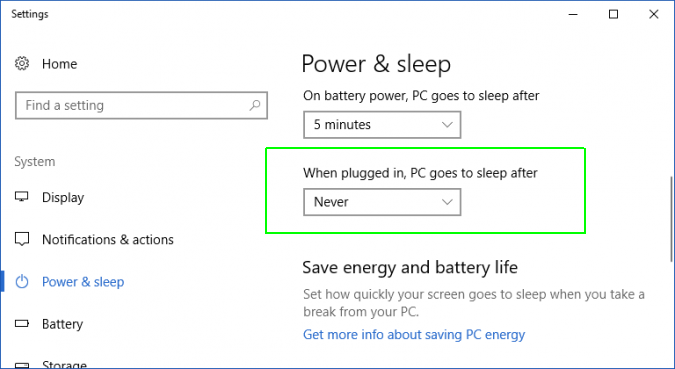 Settings
Home
Find a setting
System
Display
Notifications & actions
Power & sleep
Battery
Storage
Power & sleep
On battery power, PC goes to sleep after
5 minutes
When plugged in, PC goes to sleep after
Never
Save energy and battery life
Set how quickly your screen goes to sleep when you take a
break from your PC.
Get more info about saving PC energy